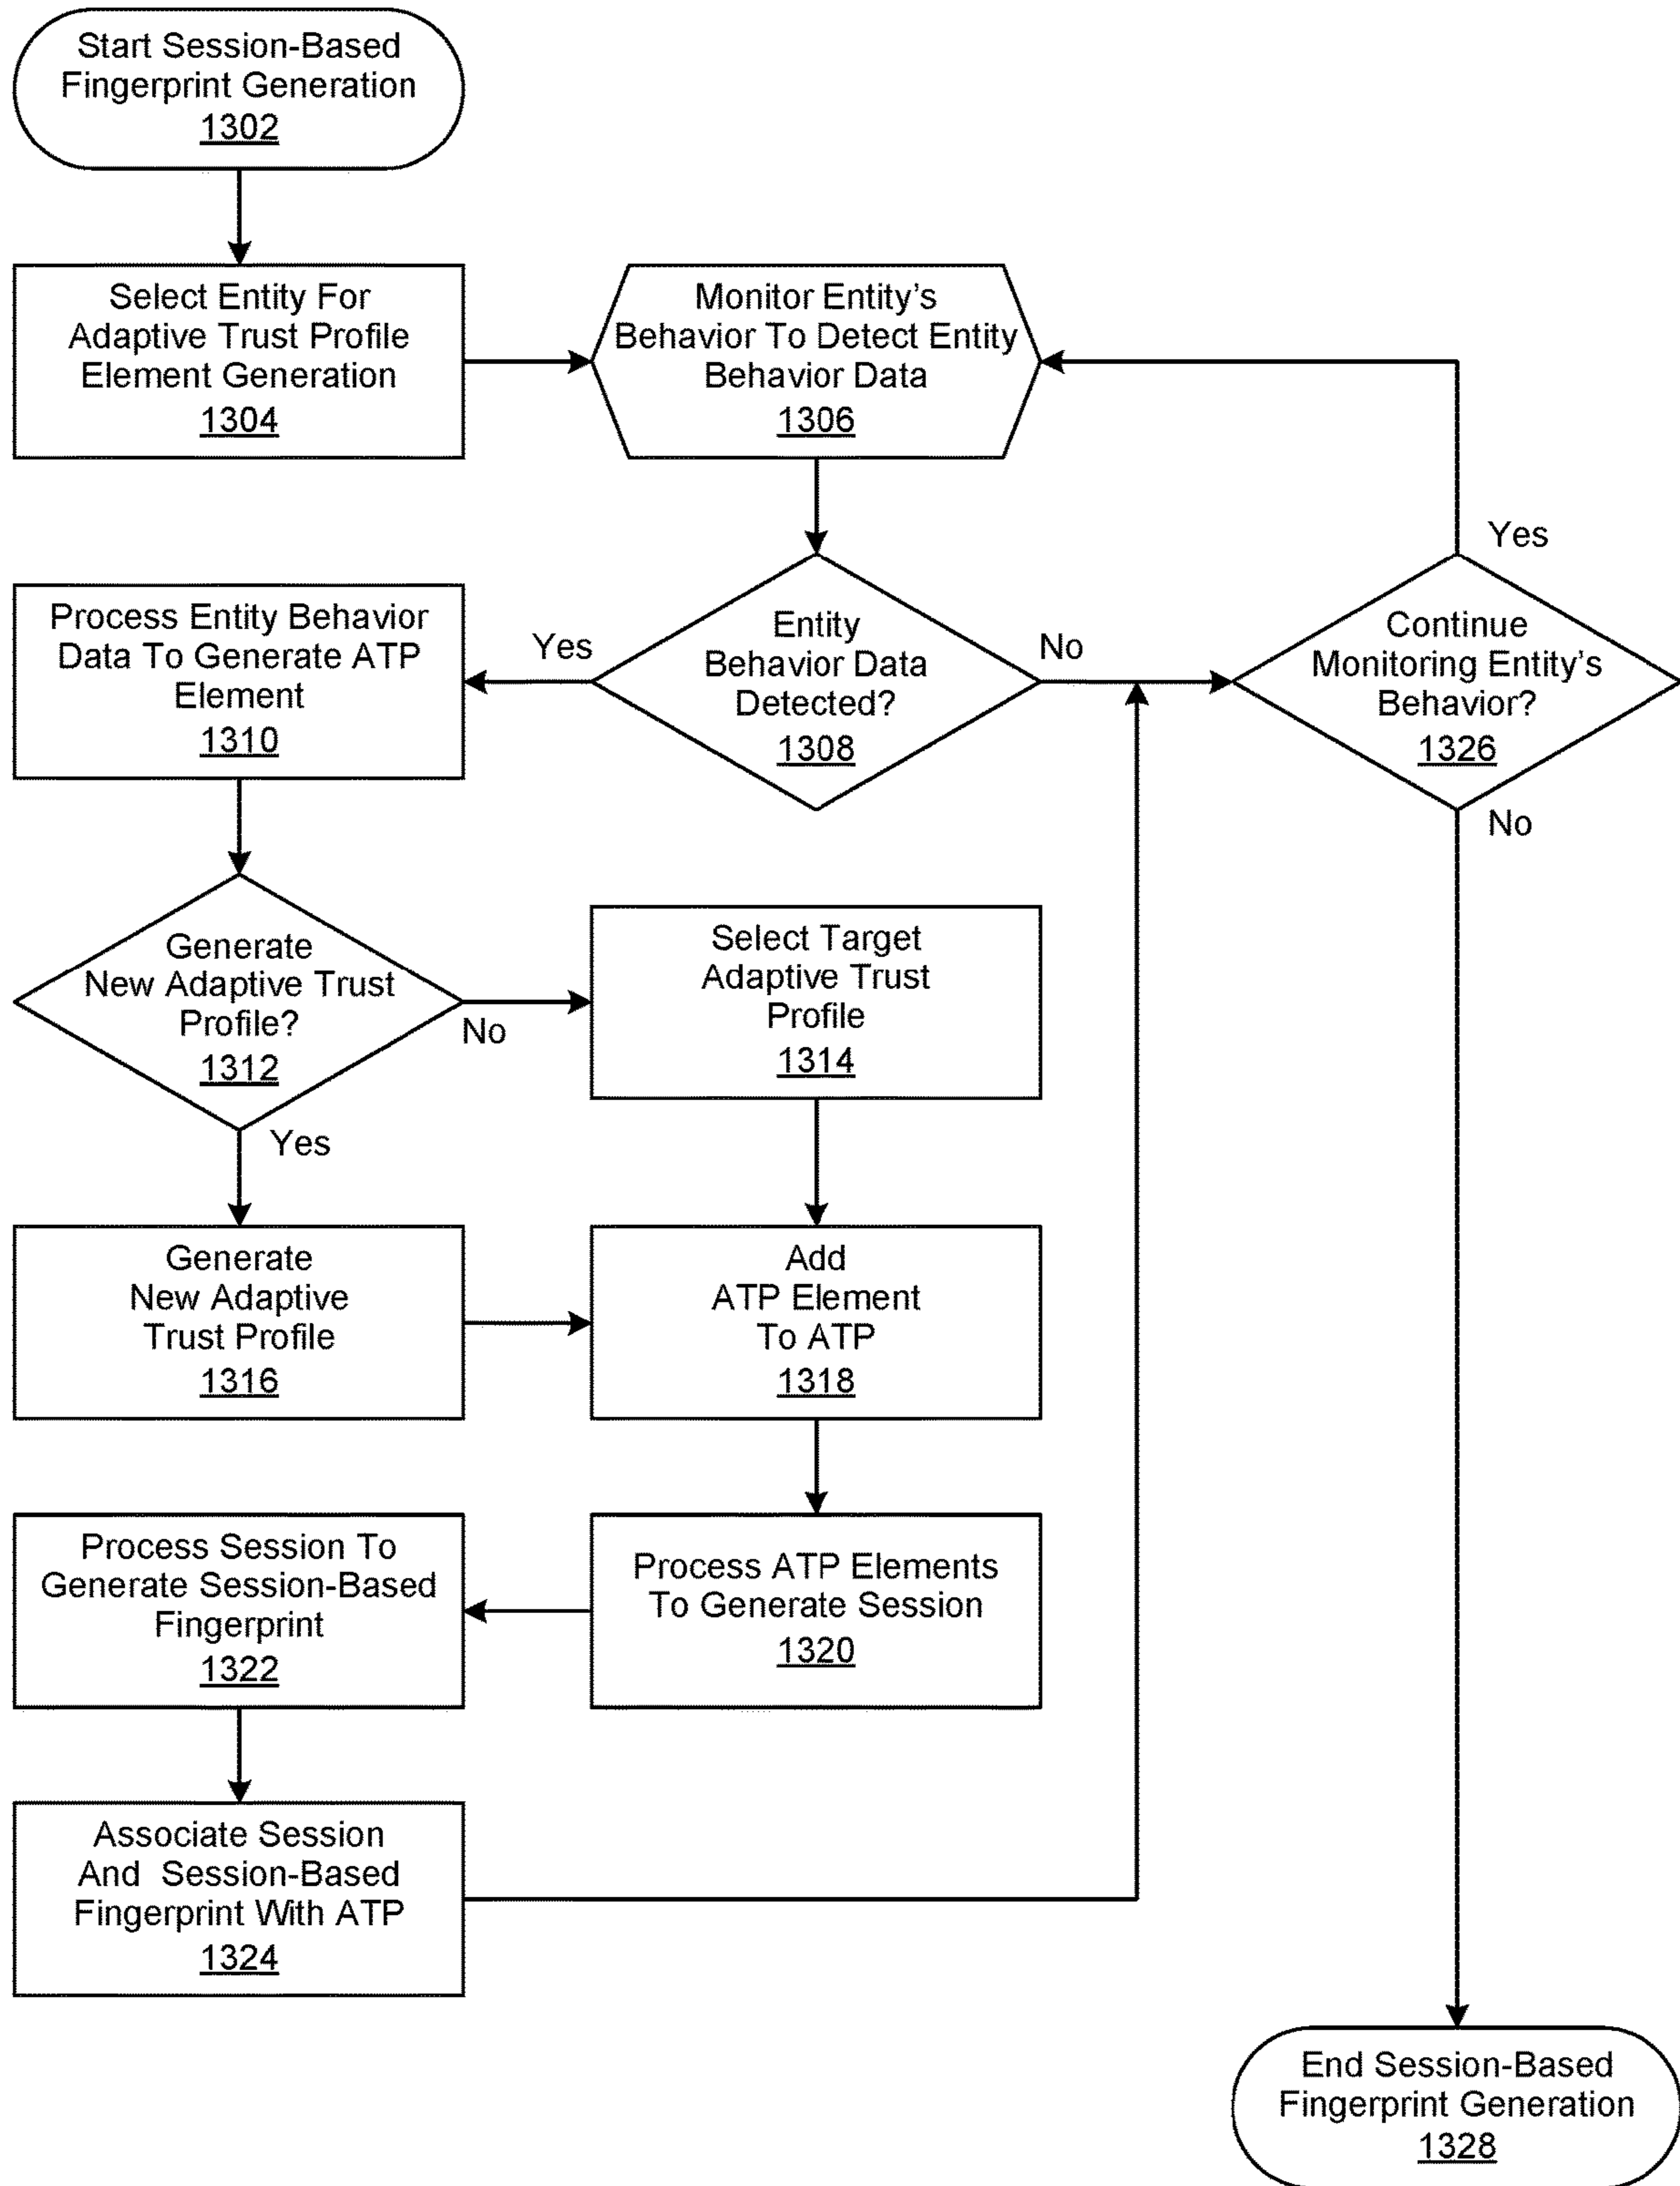 Start Session-Based
Fingerprint Generation
1302
Select Entity For
Adaptive Trust Profile
Element Generation
1304
Monitor Entity's
Behavior To Detect Entity
Behavior Data
1306
Yes
Process Entity Behavior
Data To Generate ATP
Element
1310
Yes
Entity
Behavior Data
Detected?
1308
No
Continue
Monitoring Entity's
Behavior?
1326
No
Generate
New Adaptive Trust
Profile?
1312
No
Yes
Select Target
Adaptive Trust
Profile
1314
Generate
New Adaptive
Trust Profile
1316
Add
ATP Element
To ATP
1318
Process Session To
Generate Session-Based
Fingerprint
1322
Process ATP Elements
To Generate Session
1320
Associate Session
And Session-Based
Fingerprint With ATP
1324
End Session-Based
Fingerprint Generation
1328